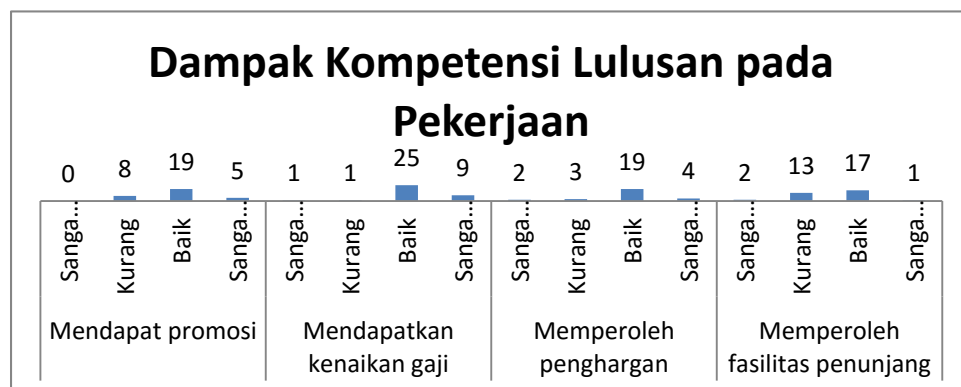 Dampak Kompetensi Lulusan pada
Pekerjaan
0 8 19 5 1 1 25 9 2 3 19 4 2 13 17 1
Sanga... Kurang Baik Sanga... Sanga... Kurang Baik Sanga... Sanga... Kurang Baik Sanga... Sanga... Kurang Baik Sanga...
Mendapat promosi
Mendapatkan
kenaikan gaji
Memperoleh
penghargan
Memperoleh
fasilitas penunjang